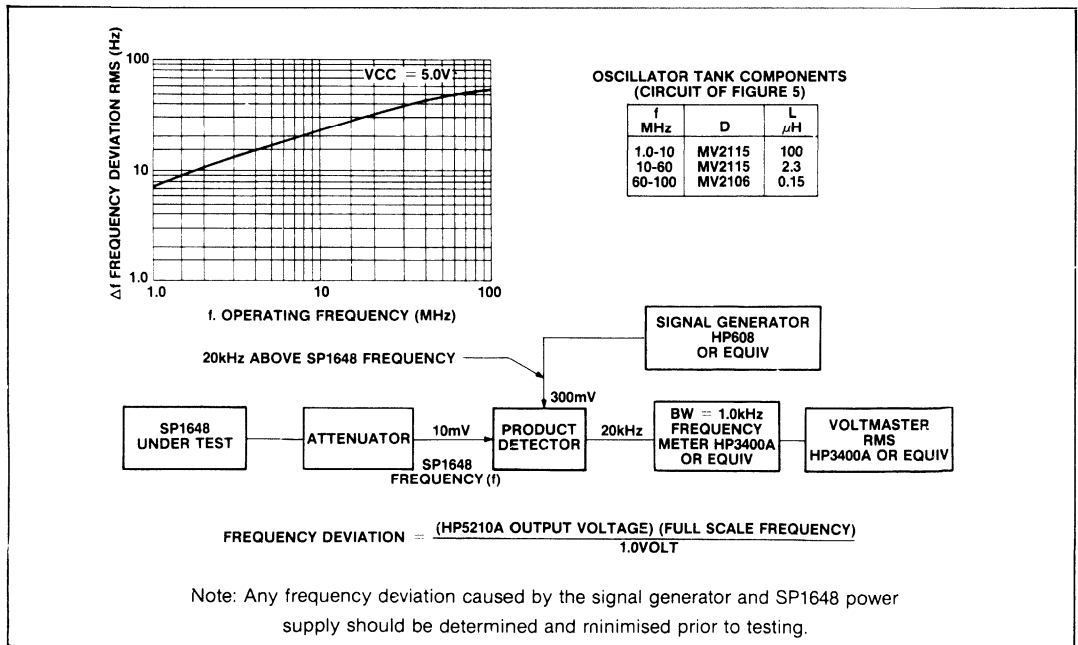 Δf FREQUENCY DEVIATION RMS (Hz)
100
10
1.0
VCC = 5.0V
1.0
10
100
f. OPERATING FREQUENCY (MHz)
OSCILLATOR TANK COMPONENTS
(CIRCUIT OF FIGURE 5)
f MHz D L μH
1.0-10 MV2115 100
10-60 MV2115 2.3
60-100 MV2106 0.15
20kHz ABOVE SP1648 FREQUENCY
SIGNAL GENERATOR
HP608
OR EQUIV
300mV
SP1648
UNDER TEST
ATTENUATOR
10mV
SP1648
FREQUENCY (f)
PRODUCT
DETECTOR
20kHz
BW = 1.0kHz
FREQUENCY
METER HP3400A
OR EQUIV
VOLTMASTER
RMS
HP3400A OR EQUIV
FREQUENCY DEVIATION = (HP5210A OUTPUT VOLTAGE) (FULL SCALE FREQUENCY)
1.0VOLT
Note: Any frequency deviation caused by the signal generator and SP1648 power
supply should be determined and minimised prior to testing.